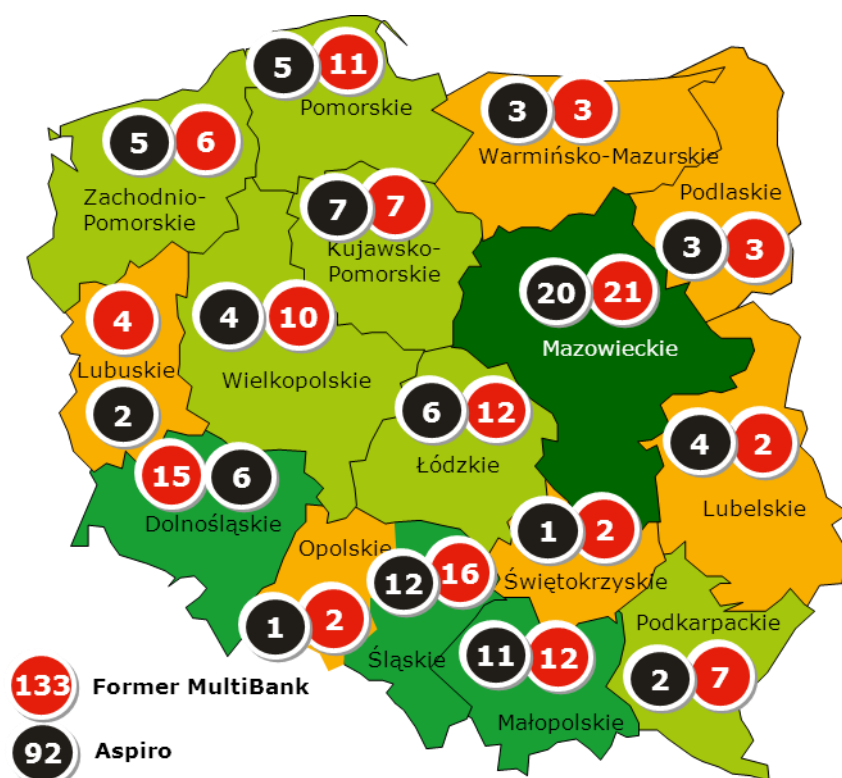 5 11
Pomorskie
3 3
Warmińsko-Mazurskie
5 6
Zachodnio-
Pomorskie
Podlaskie
3 3
7 7
Kujawsko-
Pomorskie
20 21
Mazowieckie
4
Lubuskie
2
4 10
Wielkopolskie
6 12
Łódzkie
4 2
Lubelskie
15 6
Dolnośląskie
Opolskie
1 2
12 16
Śląskie
1 2
Świętokrzyskie
11 12
Małopolskie
Podkarpackie
2 7
133 Former MultiBank
92 Aspiro